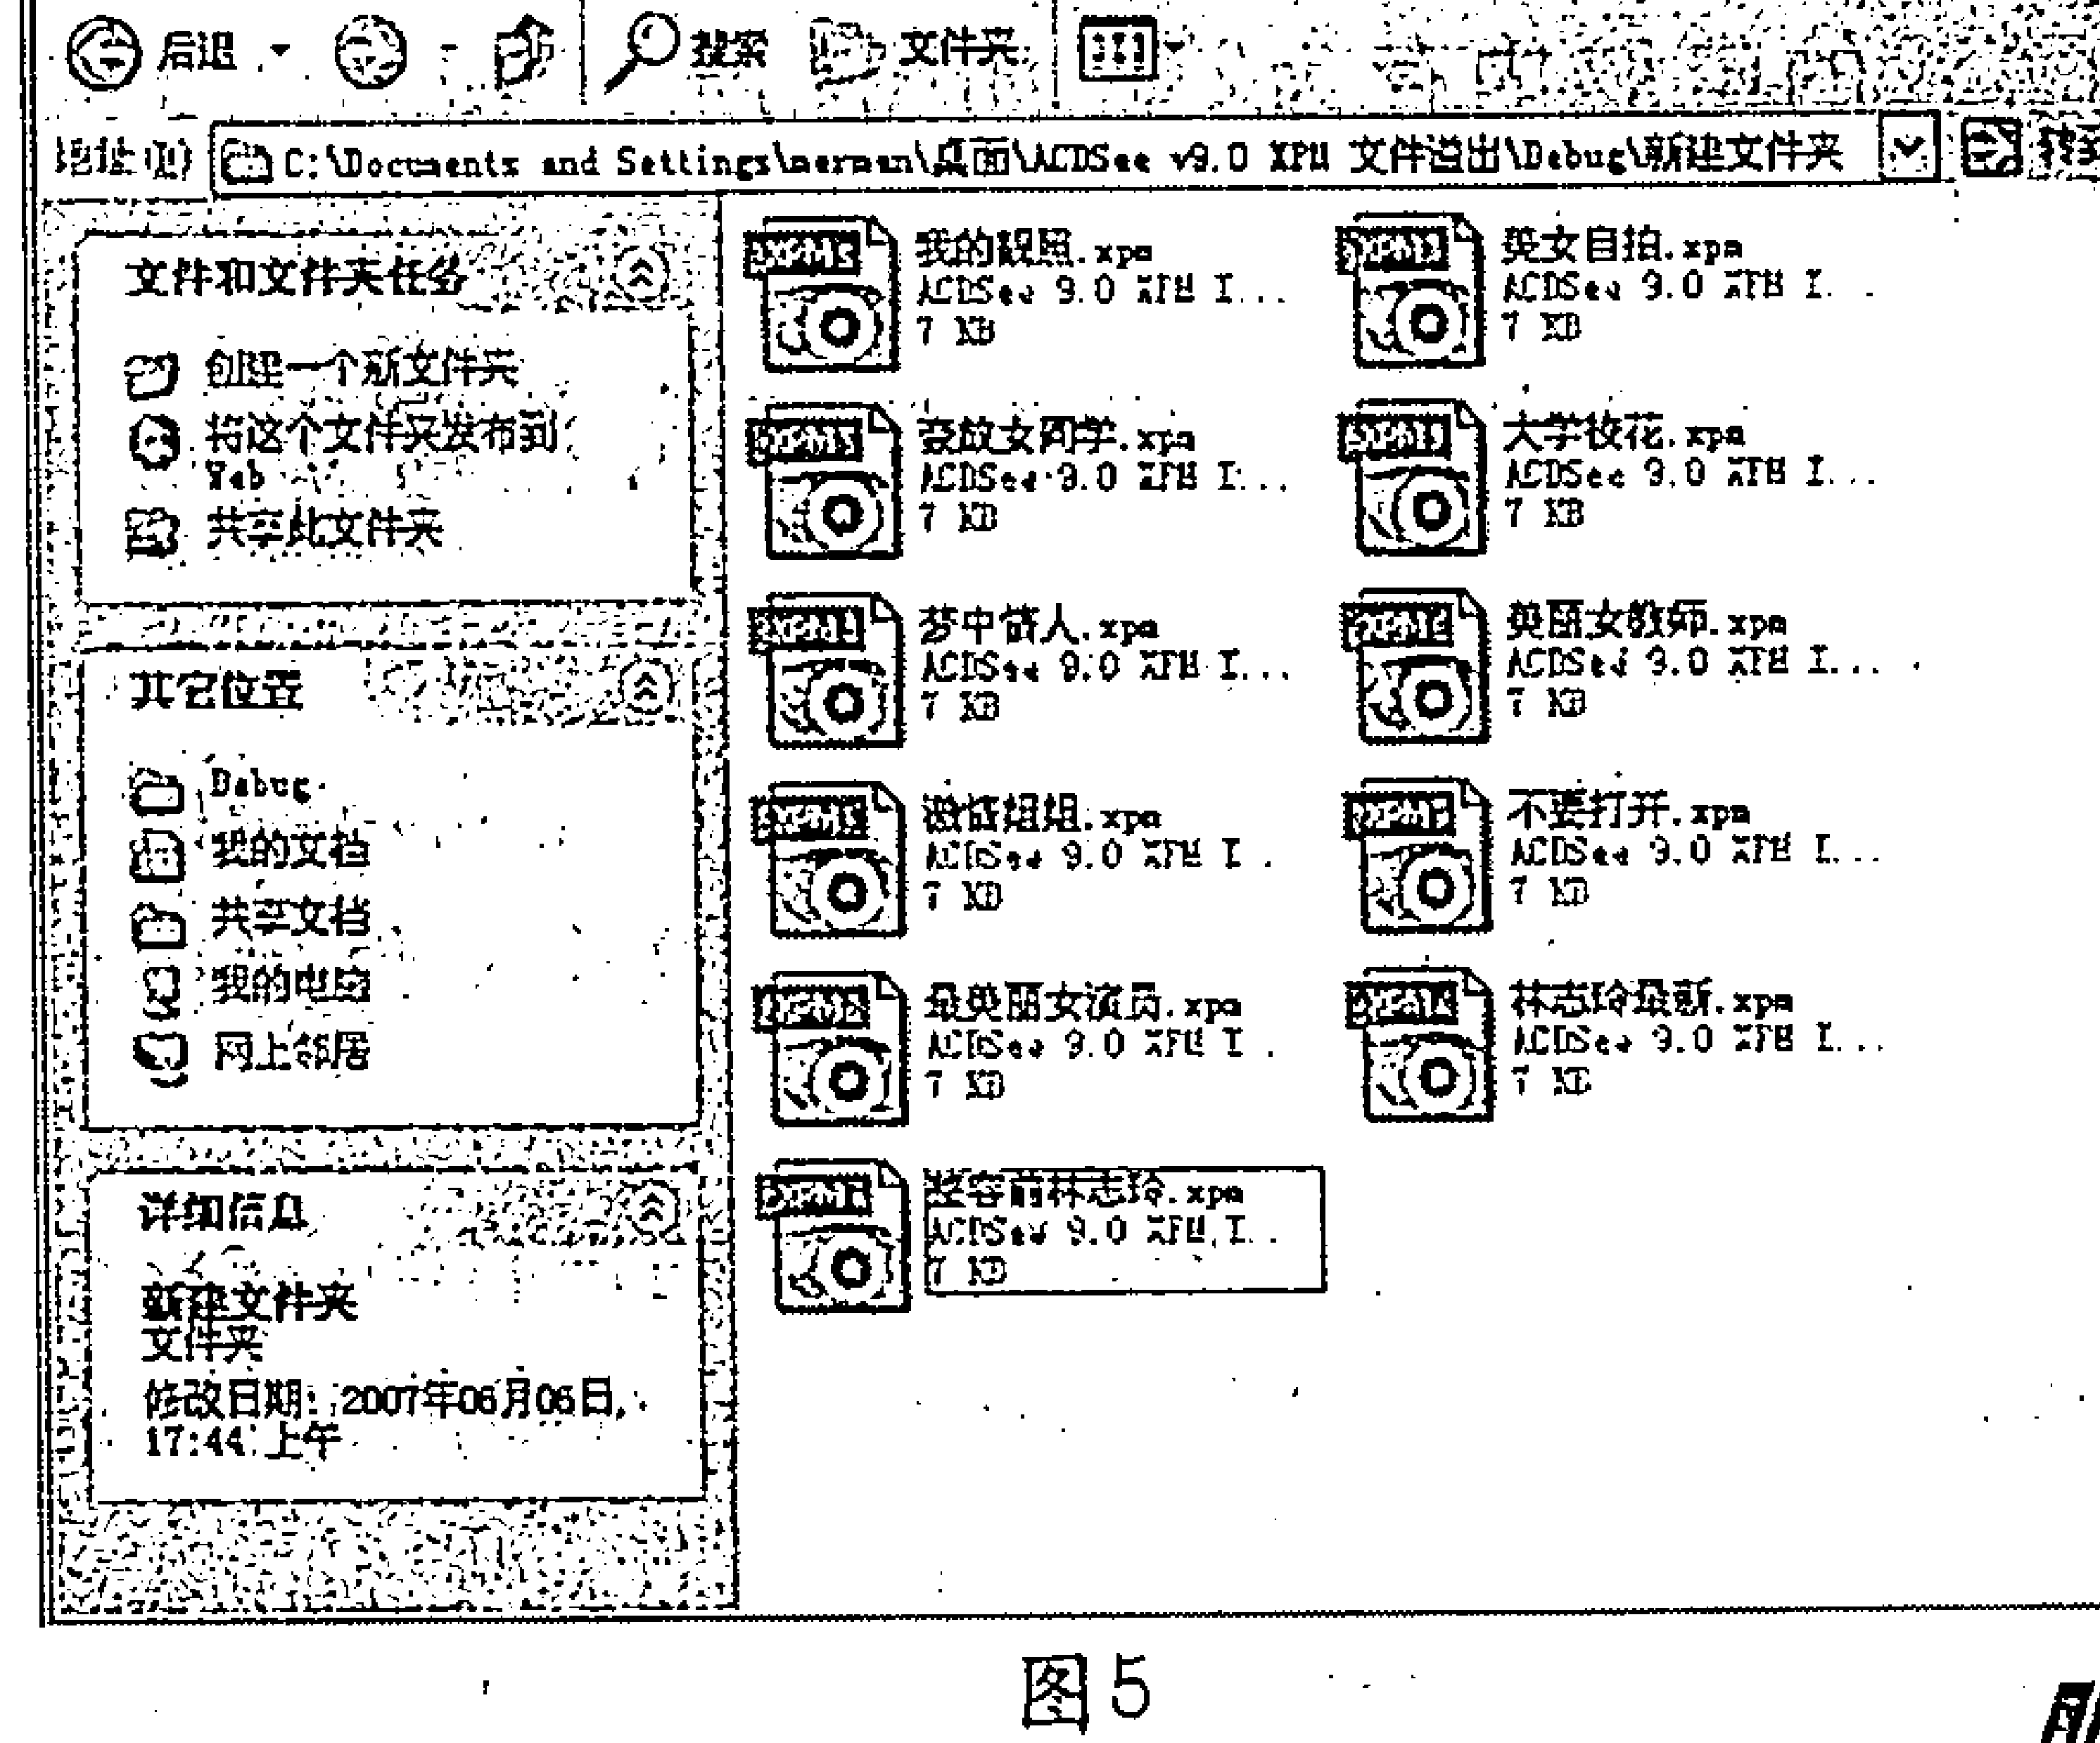 后退
搜索
文件夹
地址(D)
C:\Documents and Settings\merman\桌面\ACDSee v9.0 XPM 文件溢出\Debug\新建文件夹
转到
文件和文件夹任务
创建一个新文件夹
将这个文件夹发布到
Web
共享此文件夹
其它位置
Debug
我的文档
共享文档
我的电脑
网上邻居
详细信息
新建文件夹
文件夹
修改日期: 2007年06月06日,
17:44 上午
我的靓照.xpm
ACDSee 9.0 XPM I...
7 KB
美女自拍.xpm
ACDSee 9.0 XPM I...
7 KB
女同学.xpm
ACDSee 9.0 XPM I...
7 KB
大学校花.xpm
ACDSee 9.0 XPM I...
7 KB
梦中情人.xpm
ACDSee 9.0 XPM I...
7 KB
美丽女教师.xpm
ACDSee 9.0 XPM I...
7 KB
姐姐.xpm
ACDSee 9.0 XPM I...
7 KB
不要打开.xpm
ACDSee 9.0 XPM I...
7 KB
最美丽女演员.xpm
ACDSee 9.0 XPM I...
7 KB
林志玲最新.xpm
ACDSee 9.0 XPM I...
7 KB
整容前林志玲.xpm
ACDSee 9.0 XPM I...
7 KB
图5